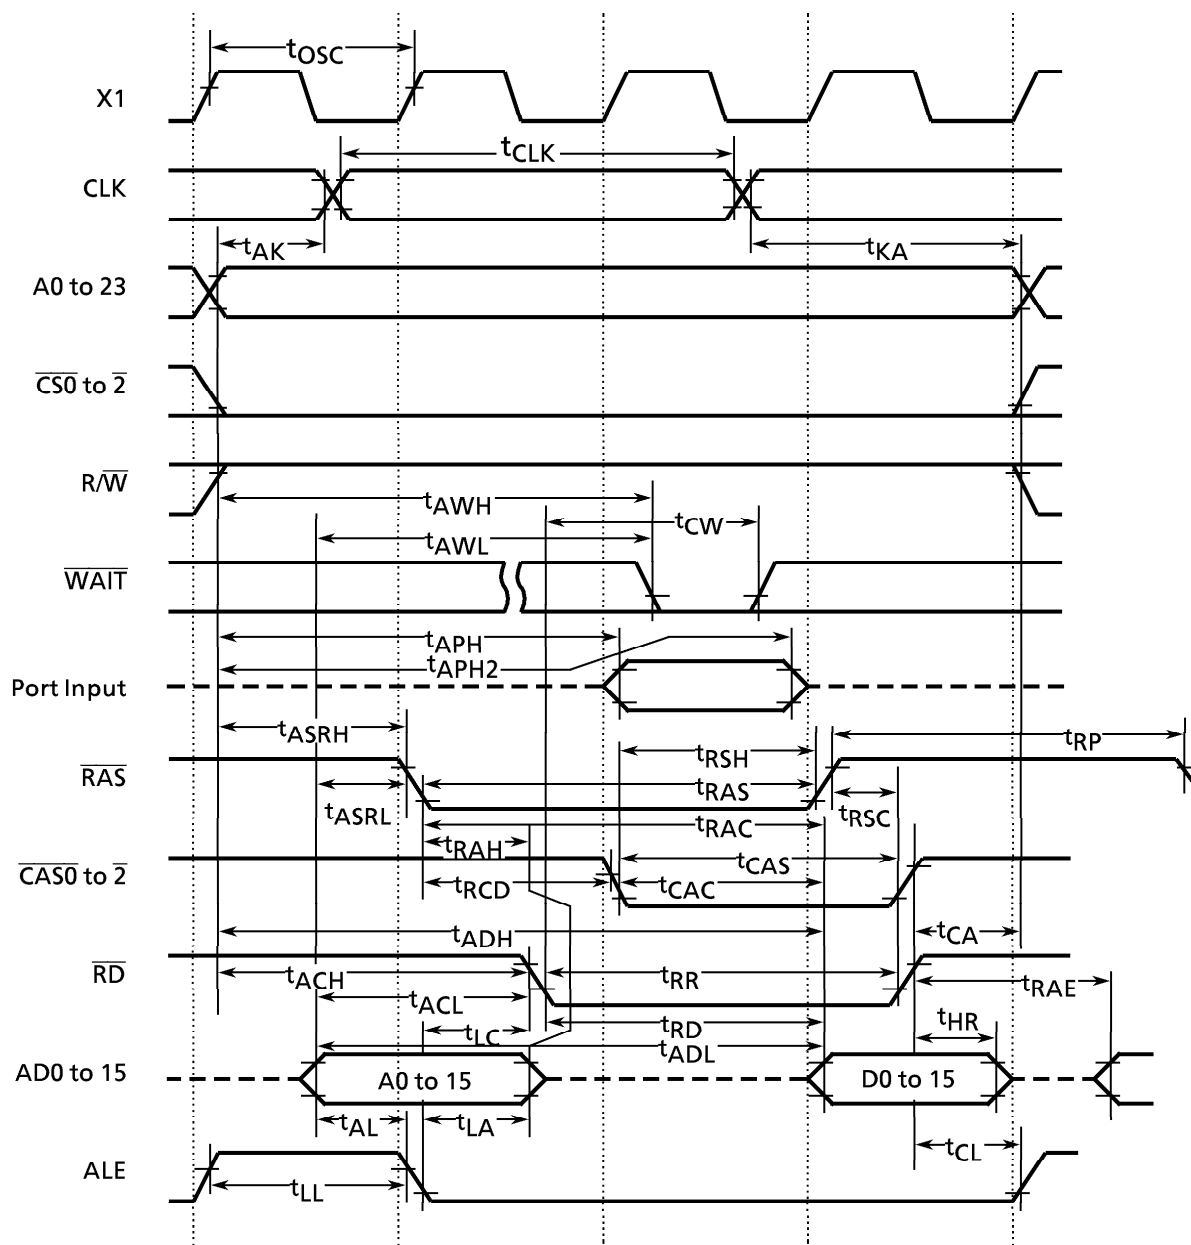 tOSC
X1
tCLK
CLK
tAK
tKA
A0 to 23
CS0 to 2
R/W
tAWH
tCW
tAWL
WAIT
tAPH
tAPH2
Port Input
tASRH
tRSH
tRP
RAS
tRAS
tASRL
tRSC
tRAC
tRAH
tCAS
CAS0 to 2
tRCD
tCAC
tADH
tCA
RD
tACH
tRR
tACL
tRAE
tLC
tRD
tHR
tADL
AD0 to 15
A0 to 15
D0 to 15
tAL
tLA
tCL
ALE
tLL